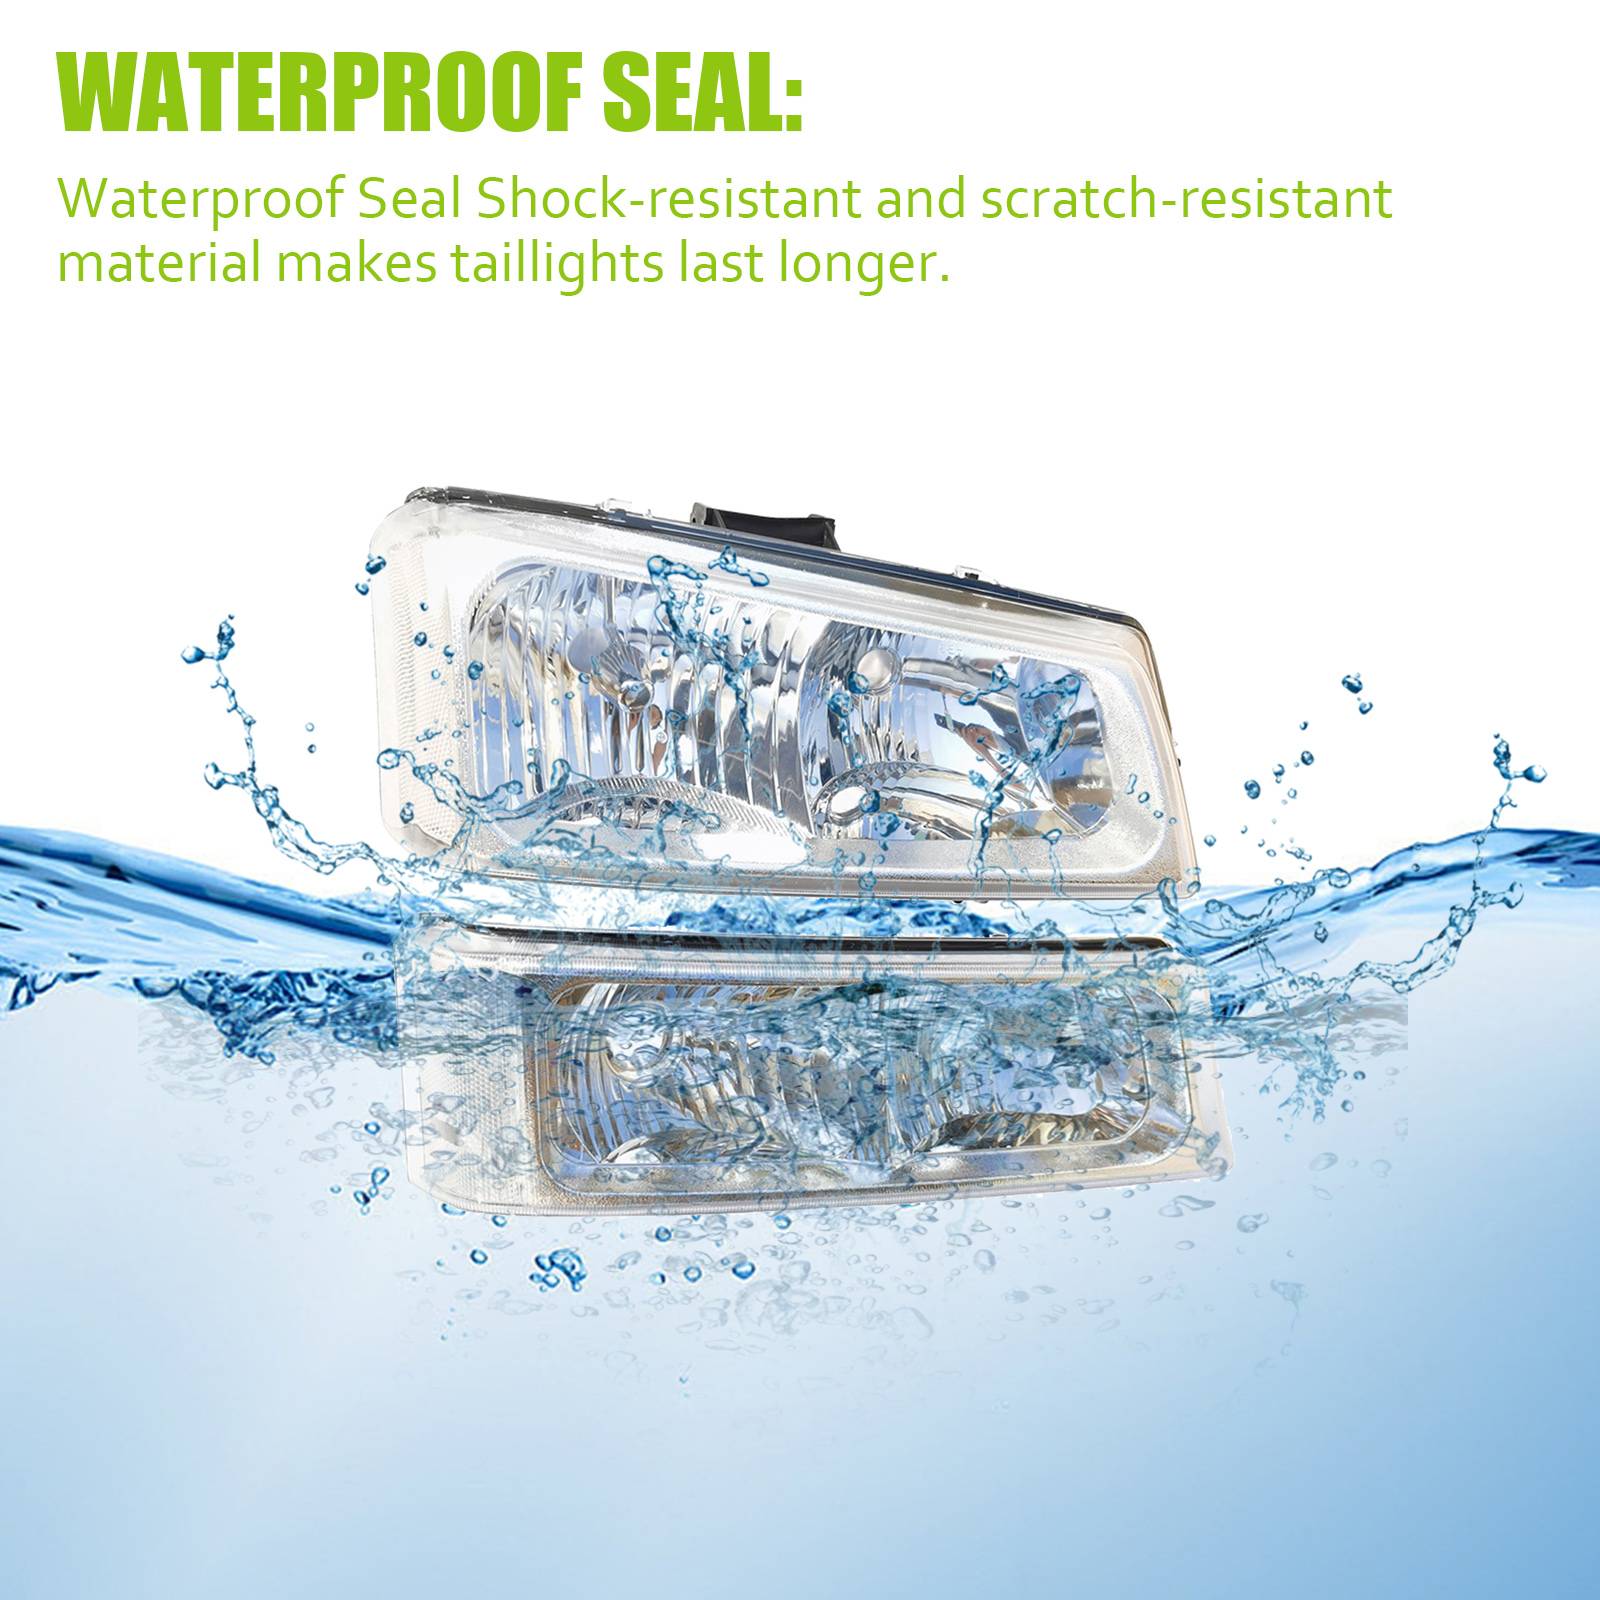 WATERPROOF SEAL:
Waterproof Seal Shock-resistant and scratch-resistant
material makes taillights last longer.